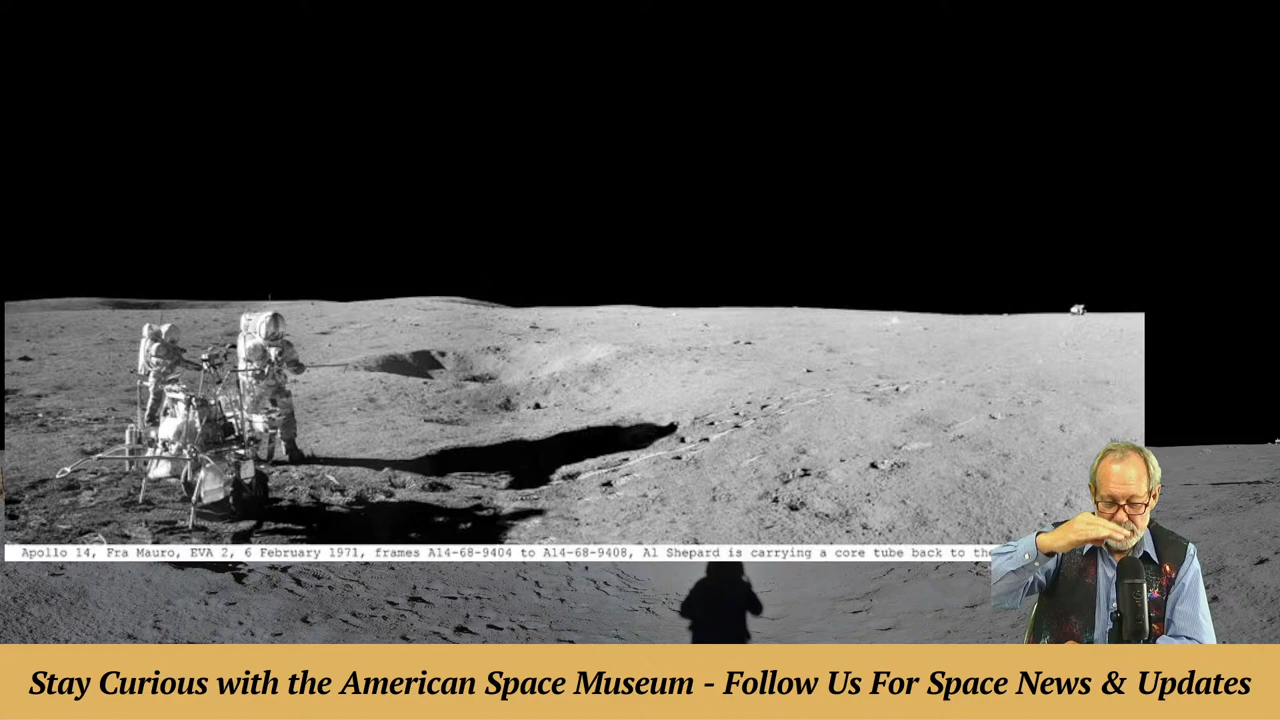 Apollo 14, Fra Mauro, EVA 2, 6 February 1971, frames A14-68-9404 to A14-68-9408, Al Shepard is carrying a core tube back to the
Stay Curious with the American Space Museum - Follow Us For Space News & Updates